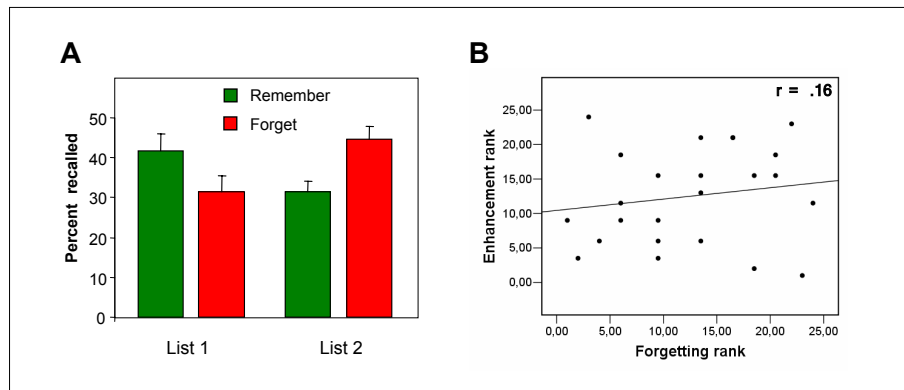 A
Remember
Forget
Percent recalled
50
40
30
20
10
0
List 1 List 2
B
r = .16
Enhancement rank
25,00
20,00
15,00
10,00
5,00
0,00
0,00 5,00 10,00 15,00 20,00 25,00
Forgetting rank